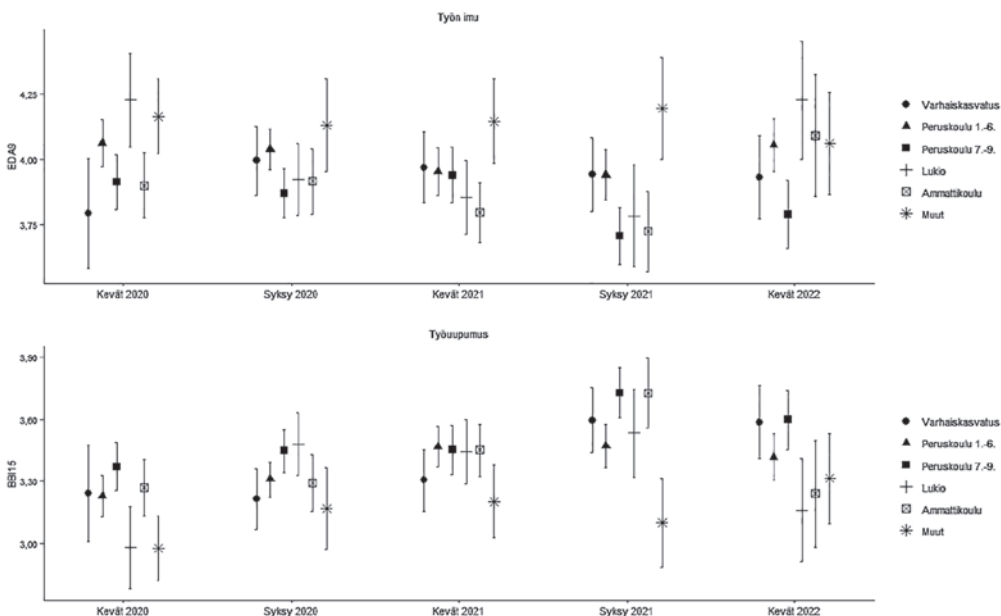 Työn imu
EDA9
4,25
4,00
3,75
Kevät 2020 Syksy 2020 Kevät 2021 Syksy 2021 Kevät 2022
Varhaiskasvatus
Peruskoulu 1.-6.
Peruskoulu 7.-9.
Lukio
Ammattikoulu
Muut
Työuupumus
BBI15
3,90
3,60
3,30
3,00
Kevät 2020 Syksy 2020 Kevät 2021 Syksy 2021 Kevät 2022
Varhaiskasvatus
Peruskoulu 1.-6.
Peruskoulu 7.-9.
Lukio
Ammattikoulu
Muut